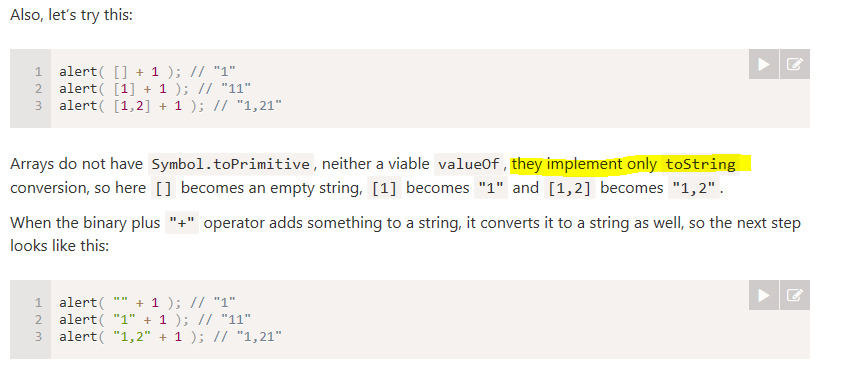 Also, let’s try this:
1 alert( [] + 1 ); // "1"
2 alert( [1] + 1 ); // "11"
3 alert( [1,2] + 1 ); // "1,21"
Arrays do not have Symbol.toPrimitive, neither a viable valueOf, they implement only toString
conversion, so here [] becomes an empty string, [1] becomes "1" and [1,2] becomes "1,2".
When the binary plus "+" operator adds something to a string, it converts it to a string as well, so the next step
looks like this:
1 alert( "" + 1 ); // "1"
2 alert( "1" + 1 ); // "11"
3 alert( "1,2" + 1 ); // "1,21"